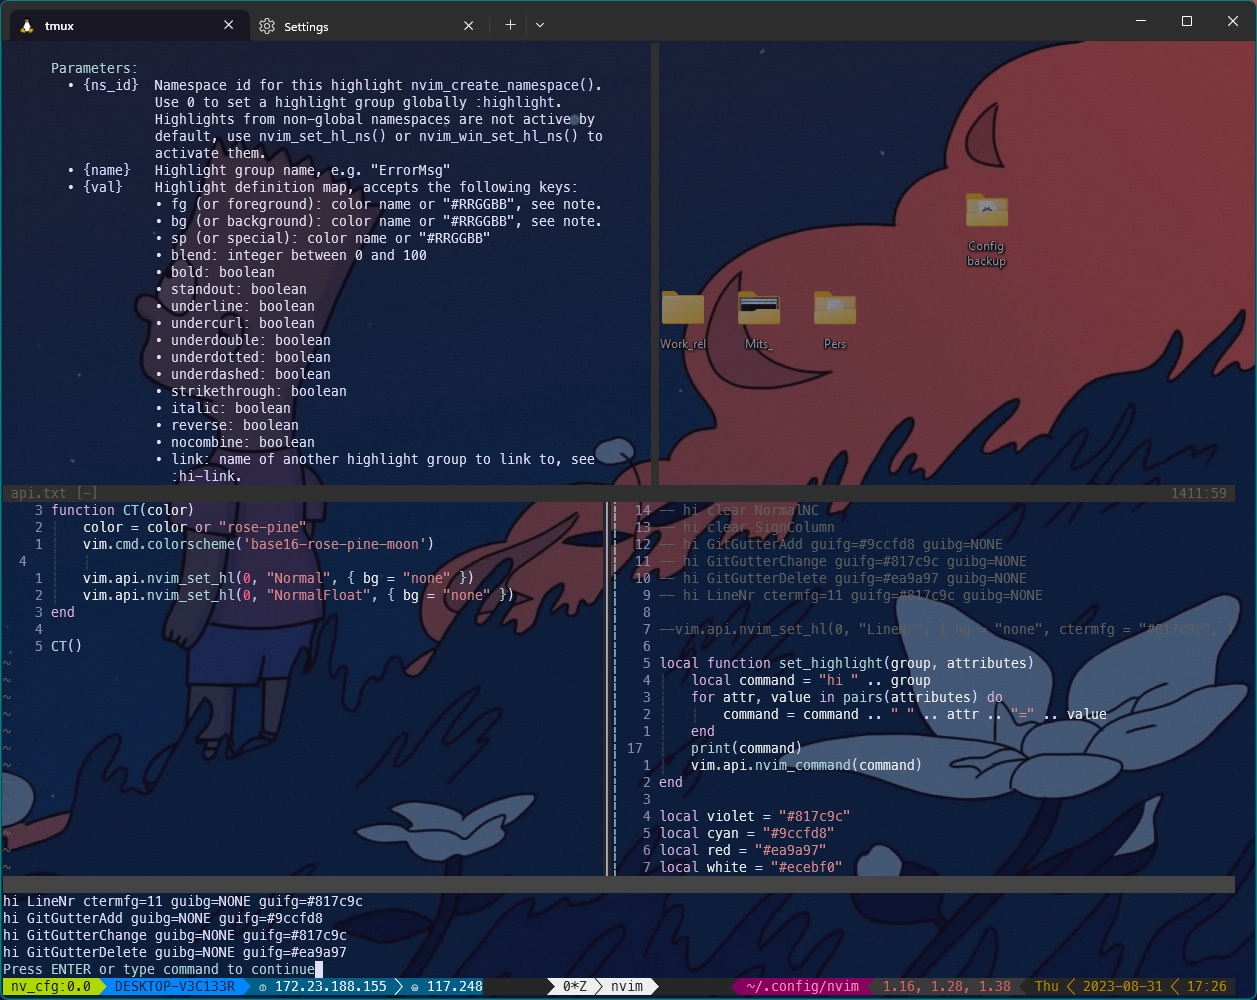 tmux
Settings
Parameters:
• {ns_id}  Namespace id for this highlight nvim_create_namespace().
Use 0 to set a highlight group globally :highlight.
Highlights from non-global namespaces are not active by
default, use nvim_set_hl_ns() or nvim_win_set_hl_ns() to
activate them.
• {name}   Highlight group name, e.g. "ErrorMsg"
• {val}    Highlight definition map, accepts the following keys:
• fg (or foreground): color name or "#RRGGBB", see note.
• bg (or background): color name or "#RRGGBB", see note.
• sp (or special): color name or "#RRGGBB"
• blend: integer between 0 and 100
• bold: boolean
• standout: boolean
• underline: boolean
• undercurl: boolean
• underdouble: boolean
• underdotted: boolean
• underdashed: boolean
• strikethrough: boolean
• italic: boolean
• reverse: boolean
• nocombine: boolean
• link: name of another highlight group to link to, see
:hi-link.
Config
backup
Work_rel
Mits_
Pers
api.txt [-] 1411:59
3 function CT(color)
2     color = color or "rose-pine"
1     vim.cmd.colorscheme('base16-rose-pine-moon')
4
1     vim.api.nvim_set_hl(0, "Normal", { bg = "none" })
2     vim.api.nvim_set_hl(0, "NormalFloat", { bg = "none" })
3 end
4
5 CT()
~
~
~
~
~
~
~
~
~
~
~
~
~
14 -- hi clear NormalNC
13 -- hi clear SignColumn
12 -- hi GitGutterAdd guifg=#9ccfd8 guibg=NONE
11 -- hi GitGutterChange guifg=#817c9c guibg=NONE
10 -- hi GitGutterDelete guifg=#ea9a97 guibg=NONE
9 -- hi LineNr ctermfg=11 guifg=#817c9c guibg=NONE
8
7 --vim.api.nvim_set_hl(0, "LineNr", { bg = "none", ctermfg = "#817c9c",
6
5 local function set_highlight(group, attributes)
4     local command = "hi " .. group
3     for attr, value in pairs(attributes) do
2         command = command .. " " .. attr .. "=" .. value
1     end
17     print(command)
1     vim.api.nvim_command(command)
2 end
3
4 local violet = "#817c9c"
5 local cyan = "#9ccfd8"
6 local red = "#ea9a97"
7 local white = "#ecebf0"
hi LineNr ctermfg=11 guibg=NONE guifg=#817c9c
hi GitGutterAdd guibg=NONE guifg=#9ccfd8
hi GitGutterChange guibg=NONE guifg=#817c9c
hi GitGutterDelete guibg=NONE guifg=#ea9a97
Press ENTER or type command to continue
nv_cfg:0.0 DESKTOP-V3C133R 172.23.188.155 117.248 0*Z nvim ~/.config/nvim 1.16, 1.28, 1.38 Thu 2023-08-31 17:26